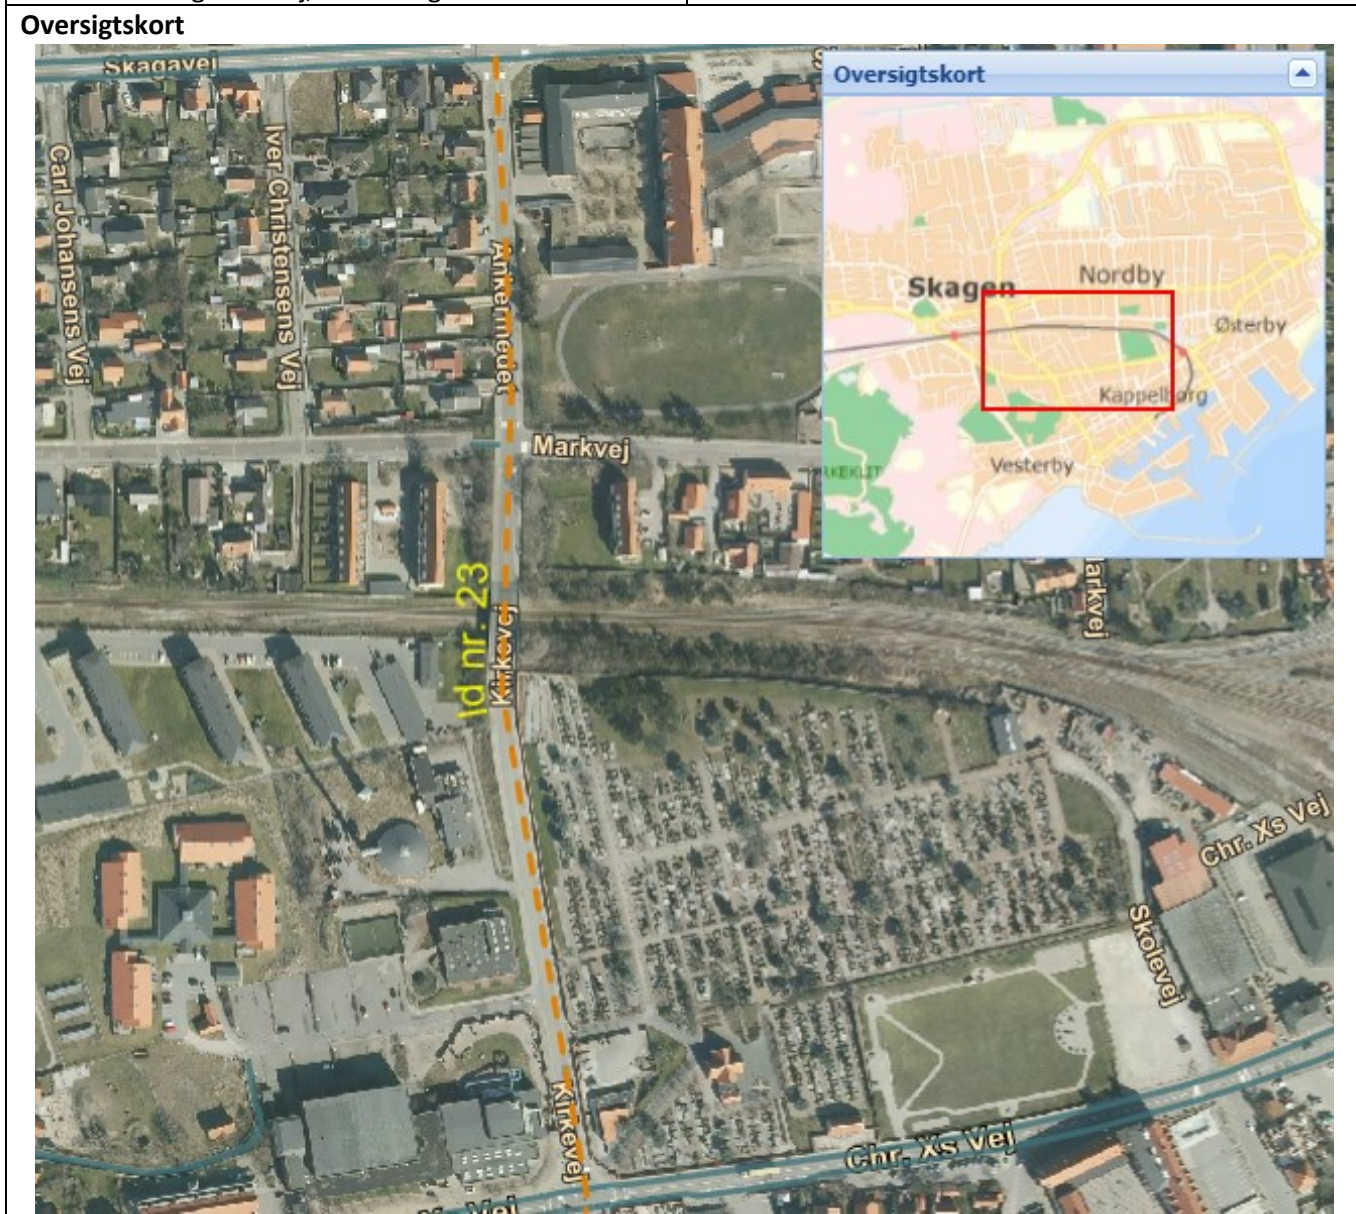 Oversigtskort
Skagavej
Oversigtskort
Carl Johansens Vej
Iver Christensens Vej
Ankermedet
Skagen
Nordby
Østerby
Kappelborg
Vesterby
Markvej
Markvej
Id nr. 23
Kirkevej
Chr. Xs Vej
Skolevej
Kirkevej
Chr. Xs Vej
Vej